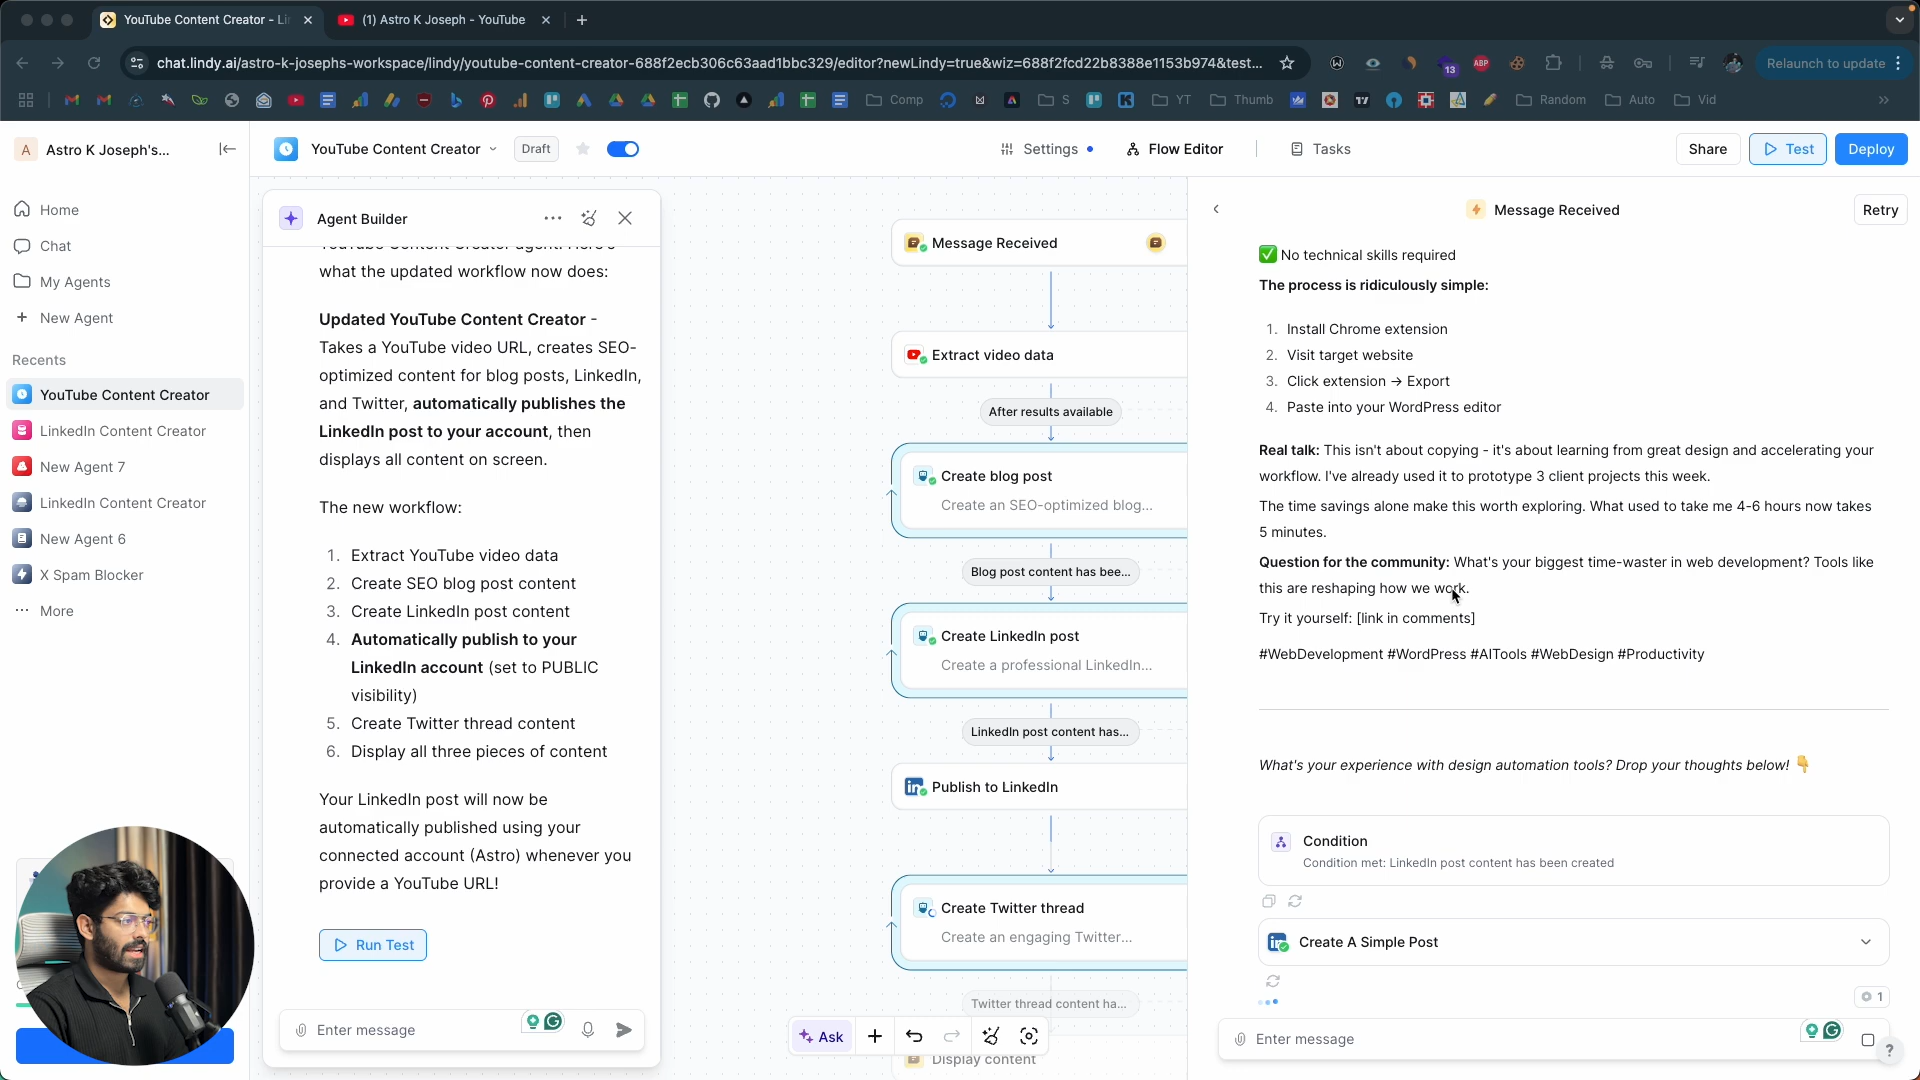 YouTube Content Creator - Li
(1) Astro K Joseph - YouTube
chat.lindy.ai/astro-k-josephs-workspace/lindy/youtube-content-creator-688f2ecb306c63aad1bbc329/editor?newLindy=true&wiz=688f2fcd22b8388e1153b974&test...
13
ABP
Relaunch to update
Comp
S
YT
Thumb
Random
Auto
Vid
A
Astro K Joseph's...
Home
Chat
My Agents
New Agent
Recents
YouTube Content Creator
LinkedIn Content Creator
New Agent 7
LinkedIn Content Creator
New Agent 6
X Spam Blocker
More
YouTube Content Creator
Draft
Settings
Flow Editor
Tasks
Share
Test
Deploy
Agent Builder
YouTube Content Creator agent! Here's
what the updated workflow now does:
Updated YouTube Content Creator -
Takes a YouTube video URL, creates SEO-
optimized content for blog posts, LinkedIn,
and Twitter, automatically publishes the
LinkedIn post to your account, then
displays all content on screen.
The new workflow:
1. Extract YouTube video data
2. Create SEO blog post content
3. Create LinkedIn post content
4. Automatically publish to your
LinkedIn account (set to PUBLIC
visibility)
5. Create Twitter thread content
6. Display all three pieces of content
Your LinkedIn post will now be
automatically published using your
connected account (Astro) whenever you
provide a YouTube URL!
Run Test
Enter message
Message Received
Extract video data
After results available
Create blog post
Create an SEO-optimized blog...
Blog post content has bee...
Create LinkedIn post
Create a professional LinkedIn...
LinkedIn post content has...
Publish to LinkedIn
Create Twitter thread
Create an engaging Twitter...
Twitter thread content ha...
Ask
Display content
Message Received
Retry
✅ No technical skills required
The process is ridiculously simple:
1. Install Chrome extension
2. Visit target website
3. Click extension → Export
4. Paste into your WordPress editor
Real talk: This isn't about copying - it's about learning from great design and accelerating your
workflow. I've already used it to prototype 3 client projects this week.
The time savings alone make this worth exploring. What used to take me 4-6 hours now takes
5 minutes.
Question for the community: What's your biggest time-waster in web development? Tools like
this are reshaping how we work.
Try it yourself: [link in comments]
#WebDevelopment #WordPress #AITools #WebDesign #Productivity
What's your experience with design automation tools? Drop your thoughts below! 👇
Condition
Condition met: LinkedIn post content has been created
Create A Simple Post
1
Enter message
?